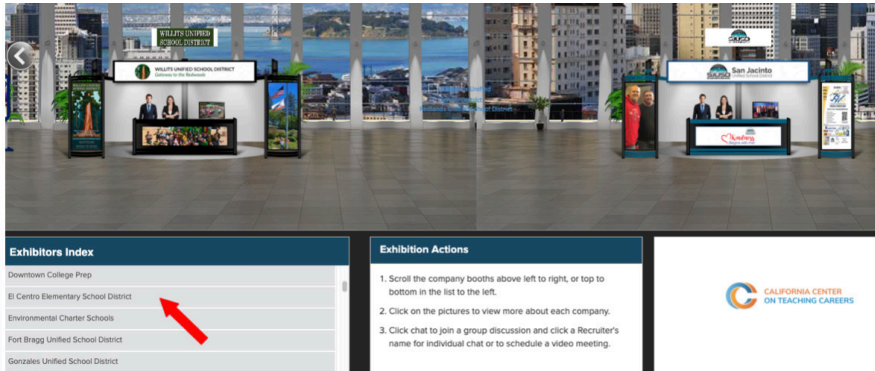 WILLITS UNIFIED
SCHOOL DISTRICT
WILLITS UNIFIED SCHOOL DISTRICT
Gateway to the Redwoods
SJUSD
SJUSD San Jacinto
Unified School District
Kindness
Begins with me
Exhibitors Index
Downtown College Prep
El Centro Elementary School District
Environmental Charter Schools
Fort Bragg Unified School District
Gonzales Unified School District
Exhibition Actions
1. Scroll the company booths above left to right, or top to
bottom in the list to the left.
2. Click on the pictures to view more about each company.
3. Click chat to join a group discussion and click a Recruiter's
name for individual chat or to schedule a video meeting.
CALIFORNIA CENTER
ON TEACHING CAREERS